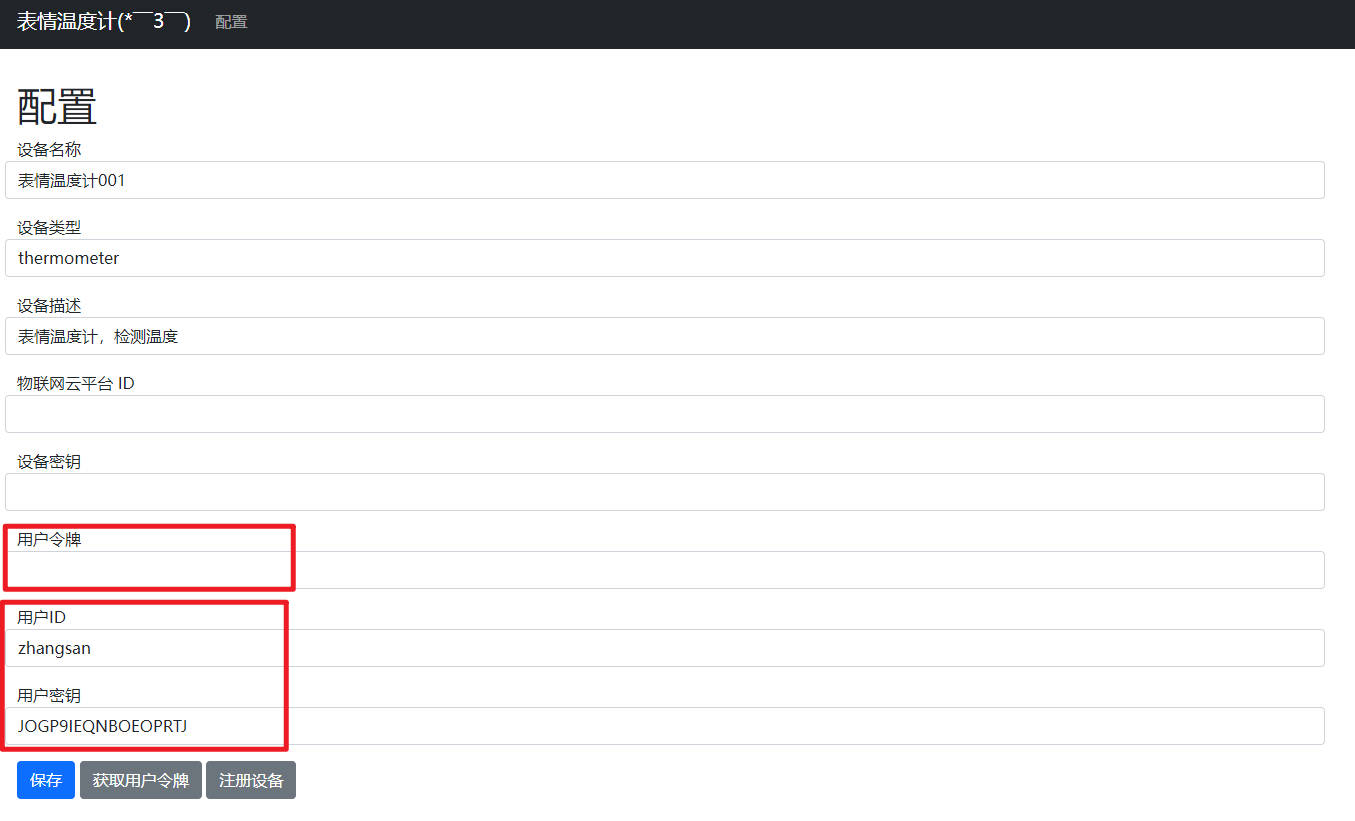 表情温度计(*￣3￣) 配置
配置
设备名称
表情温度计001
设备类型
thermometer
设备描述
表情温度计，检测温度
物联网云平台 ID
设备密钥
用户令牌
用户ID
zhangsan
用户密钥
JOGP9IEQNBOEOPRTJ
保存 获取用户令牌 注册设备